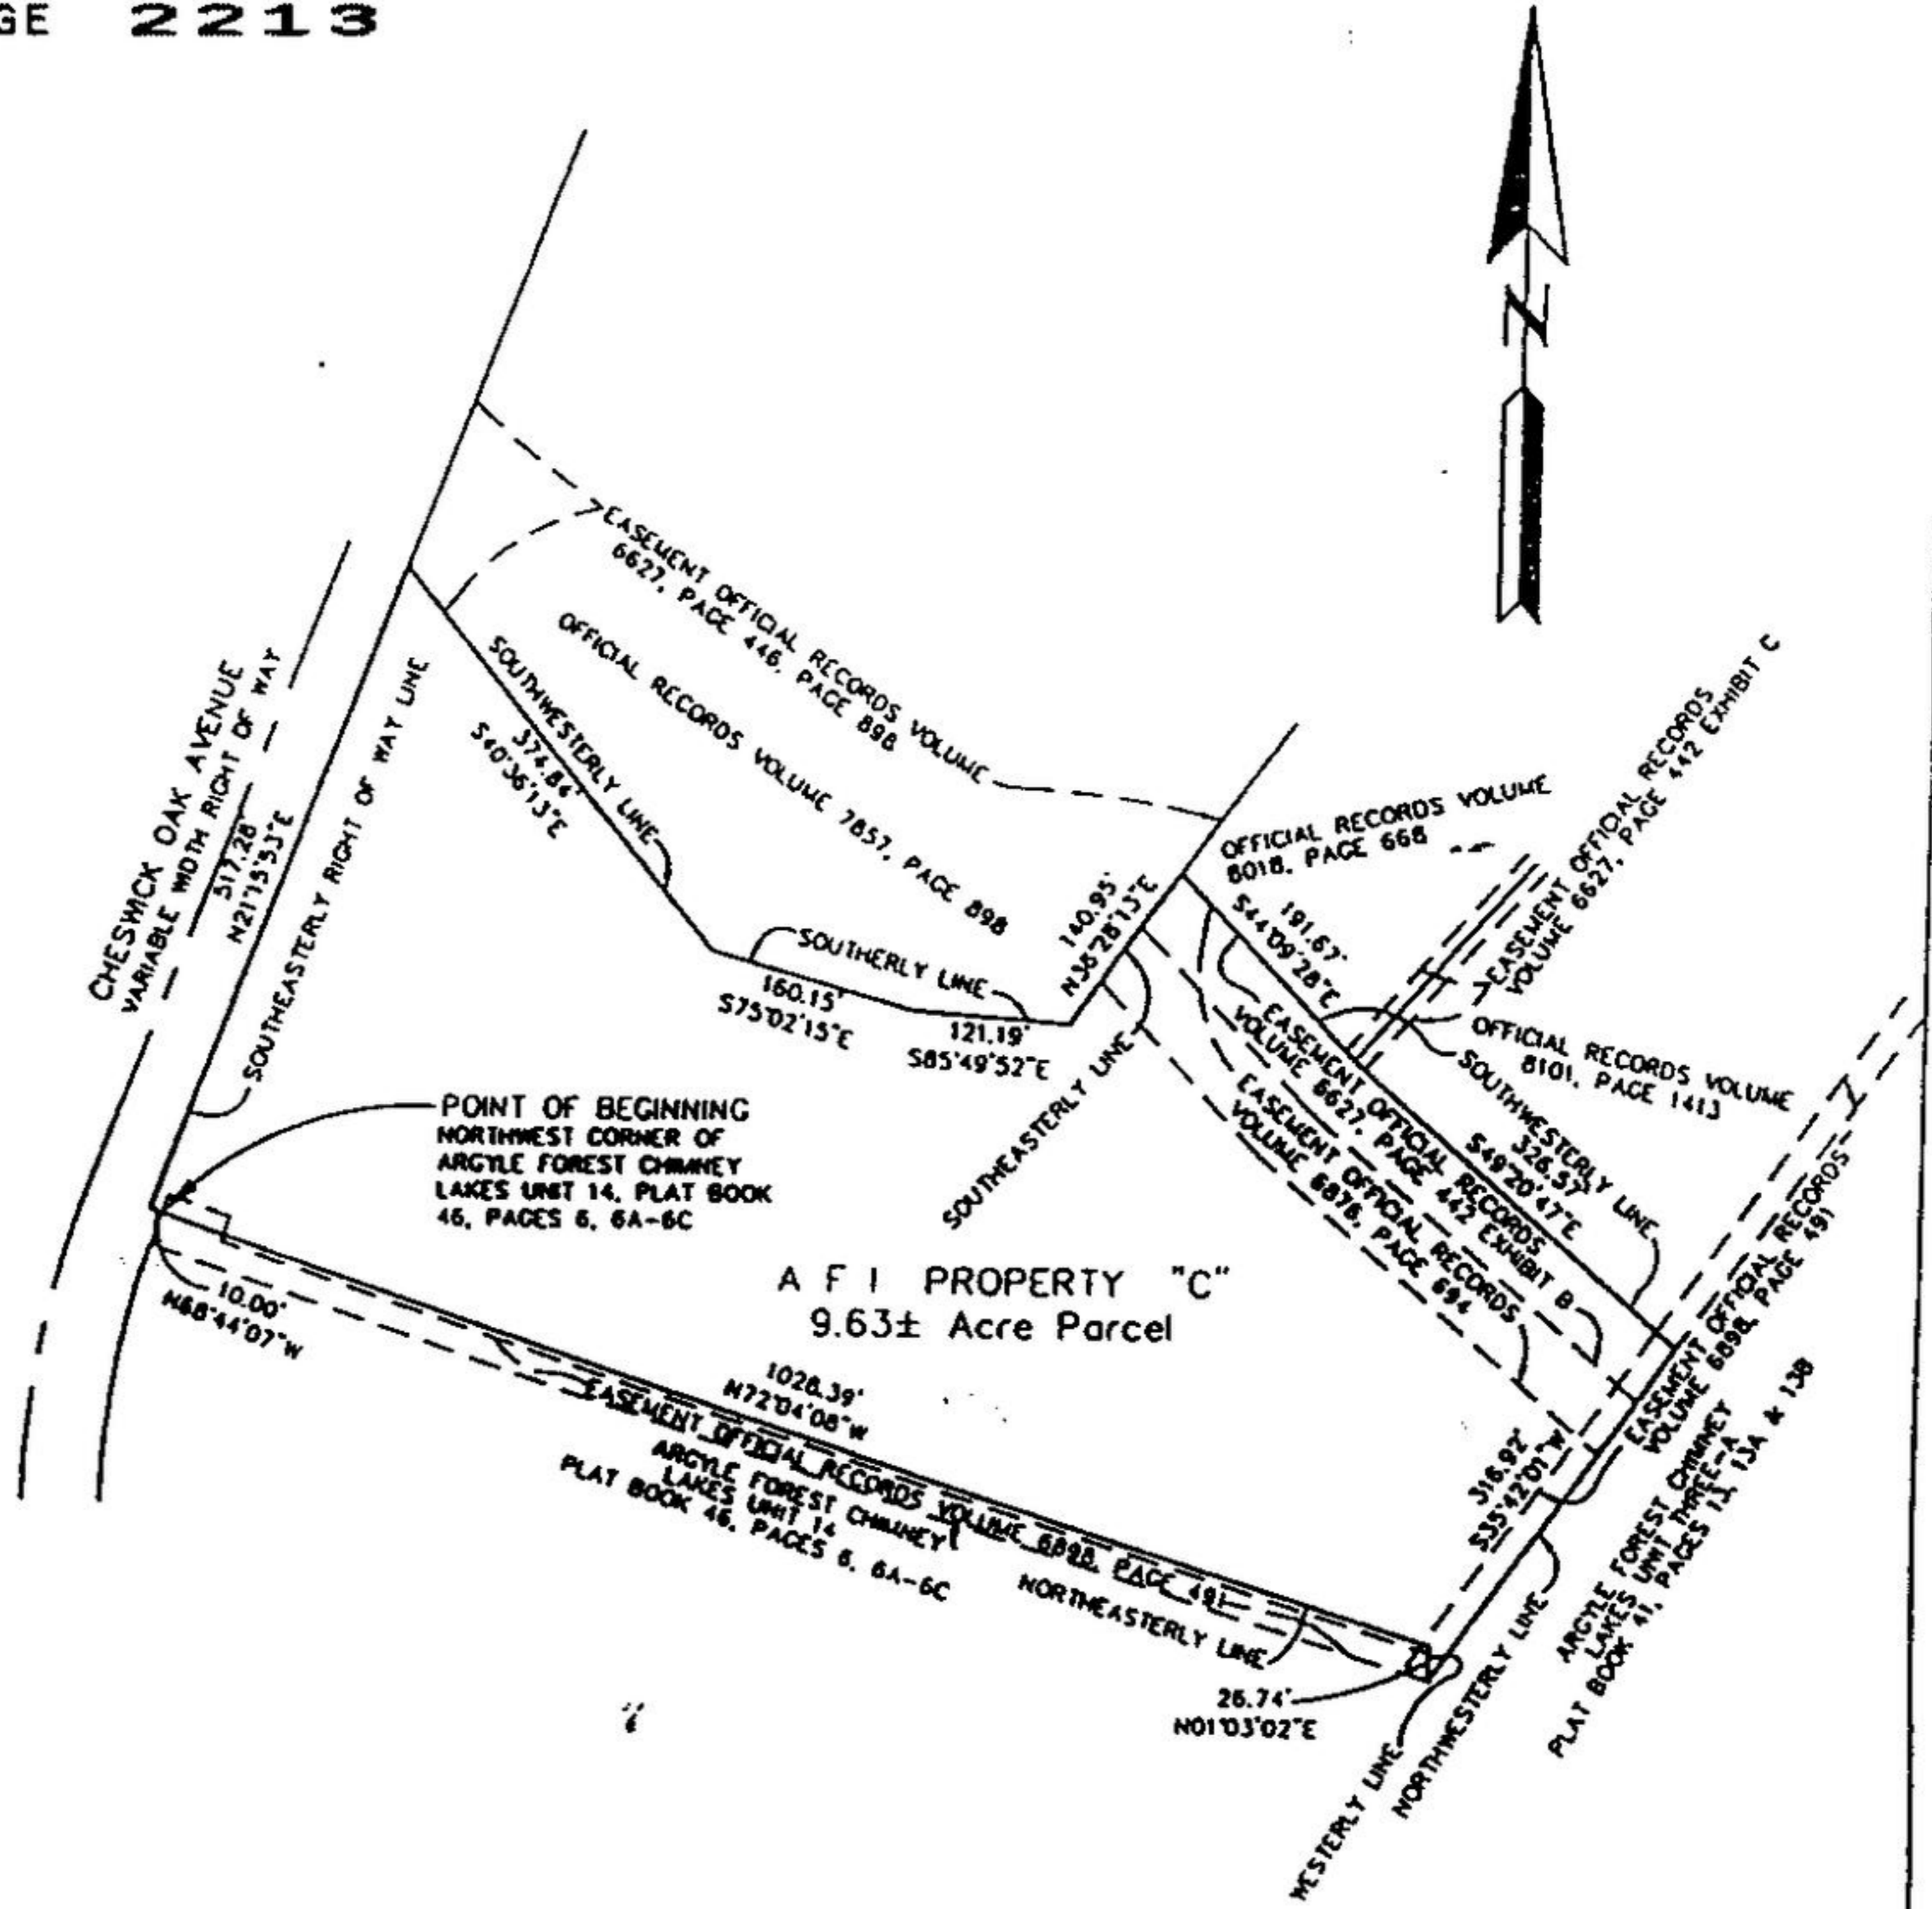 GE 2213
N
CHESWICK OAK AVENUE
VARIABLE WIDTH RIGHT OF WAY
517.28'
N21°15'53"E
SOUTHEASTERLY RIGHT OF WAY LINE
EASEMENT OFFICIAL RECORDS VOLUME
6627, PAGE 446, PAGE 898
OFFICIAL RECORDS VOLUME 7857, PAGE 898
SOUTHWESTERLY LINE
374.84'
S40°36'13"E
SOUTHERLY LINE
160.15'
S75°02'15"E
121.19'
S85°49'52"E
140.95'
N36°28'13"E
SOUTHEASTERLY LINE
OFFICIAL RECORDS VOLUME
8018, PAGE 668
191.67'
S44°09'28"E
EASEMENT OFFICIAL RECORDS
VOLUME 6627, PAGE 442 EXHIBIT C
OFFICIAL RECORDS VOLUME
8101, PAGE 1413
SOUTHWESTERLY LINE
326.57'
S49°20'47"E
EASEMENT OFFICIAL RECORDS
VOLUME 6627, PAGE 442 EXHIBIT B
EASEMENT OFFICIAL RECORDS
VOLUME 6876, PAGE 694
POINT OF BEGINNING
NORTHWEST CORNER OF
ARGYLE FOREST CHIMNEY
LAKES UNIT 14, PLAT BOOK
46, PAGES 6, 6A-6C
A F I PROPERTY "C"
9.63± Acre Parcel
10.00'
N68°44'07"W
1028.39'
N72°04'08"W
EASEMENT OFFICIAL RECORDS VOLUME 6898, PAGE 491
ARGYLE FOREST CHIMNEY
LAKES UNIT 14
PLAT BOOK 46, PAGES 6, 6A-6C
NORTHEASTERLY LINE
26.74'
N01°03'02"E
316.92'
S35°42'01"W
EASEMENT OFFICIAL RECORDS
VOLUME 6898, PAGE 491
ARGYLE FOREST CHIMNEY
LAKES UNIT THREE-A
PLAT BOOK 41, PAGES 13, 13A & 13B
NORTHWESTERLY LINE
WESTERLY LINE